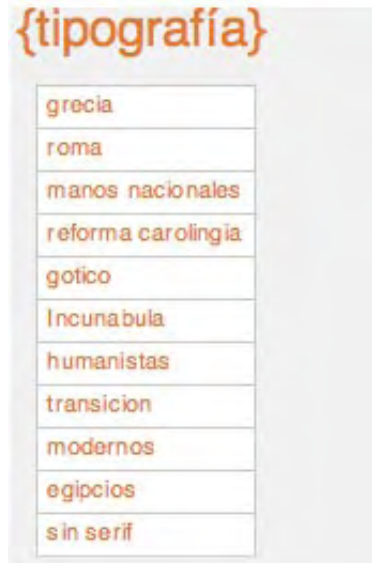 {tipografía}
grecia
roma
manos nacionales
reforma carolingia
gotico
Incunabula
humanistas
transicion
modernos
egipcios
sin serif